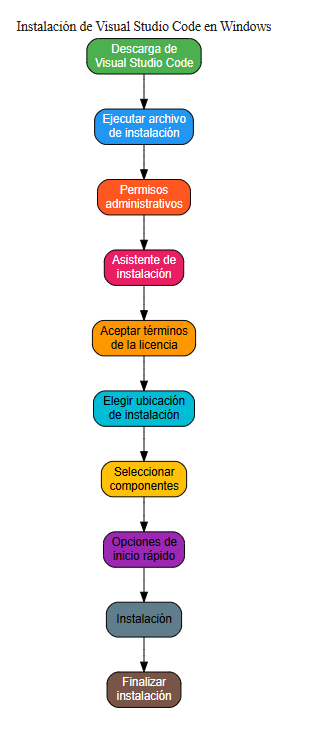 Instalación de Visual Studio Code en Windows
Descarga de
Visual Studio Code
Ejecutar archivo
de instalación
Permisos
administrativos
Asistente de
instalación
Aceptar términos
de la licencia
Elegir ubicación
de instalación
Seleccionar
componentes
Opciones de
inicio rápido
Instalación
Finalizar
instalación